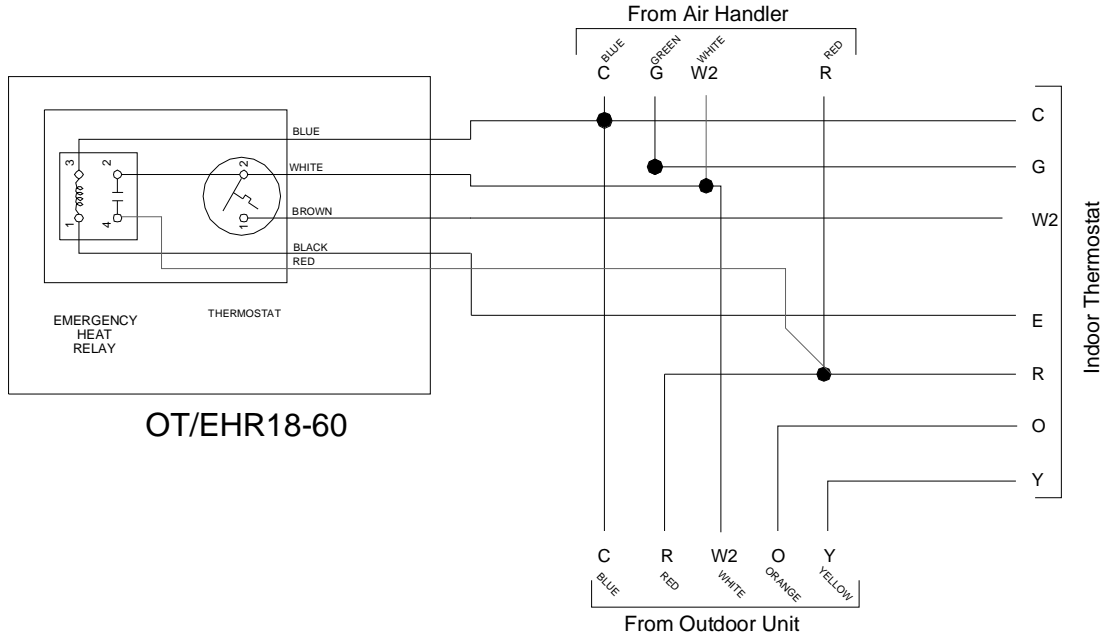 From Air Handler
BLUE GREEN WHITE RED
C G W2 R
BLUE
WHITE
BROWN
BLACK
RED
3 2
1 4
2
1
EMERGENCY
HEAT
RELAY
THERMOSTAT
OT/EHR18-60
C
G
W2
E
R
O
Y
Indoor Thermostat
C R W2 O Y
BLUE RED WHITE ORANGE YELLOW
From Outdoor Unit